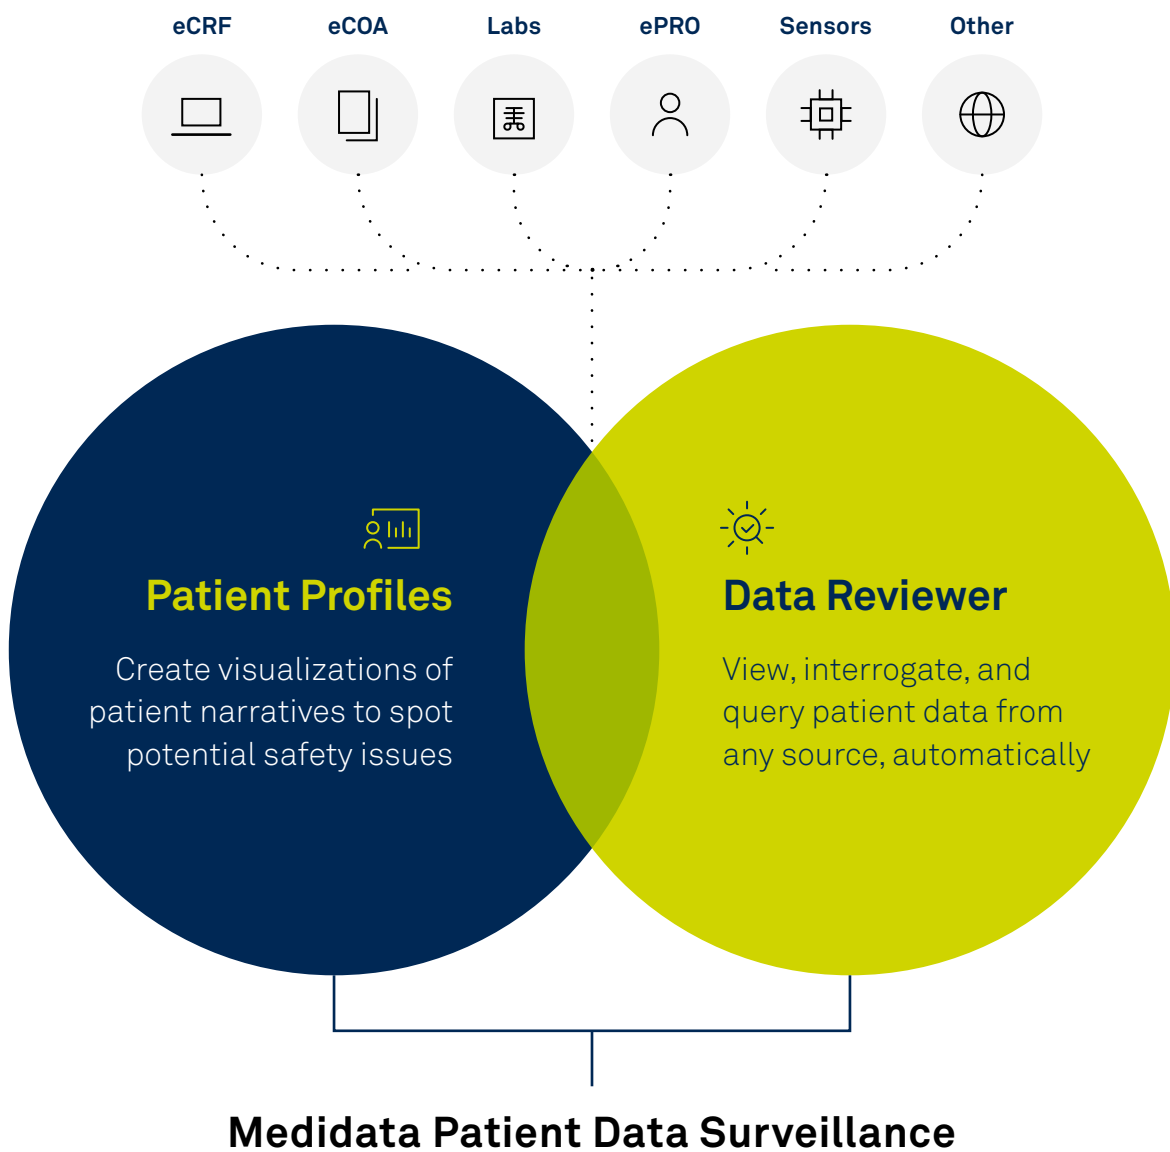 eCRF
eCOA
Labs
ePRO
Sensors
Other
Patient Profiles
Create visualizations of
patient narratives to spot
potential safety issues
Data Reviewer
View, interrogate, and
query patient data from
any source, automatically
Medidata Patient Data Surveillance